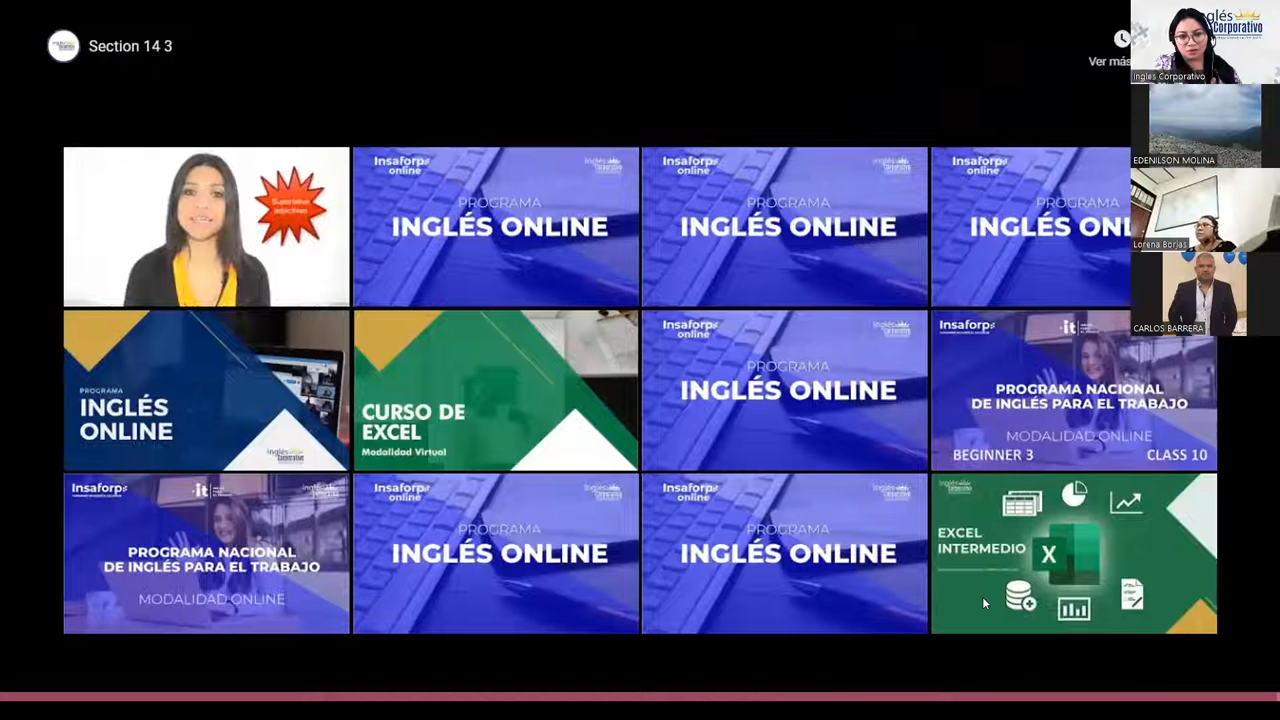 Section 14 3
Ver más
Inglés
Corporativo
Ingles Corporativo
EDENILSON MOLINA
Lorena Borjas
CARLOS BARRERA
Superlative
adjectives
Insaforp
online
PROGRAMA
INGLÉS ONLINE
Insaforp
online
PROGRAMA
INGLÉS ONLINE
Insaforp
online
PROGRAMA
INGLÉS ONL
PROGRAMA
INGLÉS
ONLINE
Inglés
Corporativo
CURSO DE
EXCEL
Modalidad Virtual
Insaforp
online
PROGRAMA
INGLÉS ONLINE
Insaforp
it
PROGRAMA NACIONAL
DE INGLÉS PARA EL TRABAJO
MODALIDAD ONLINE
BEGINNER 3
CLASS 10
Insaforp
it
PROGRAMA NACIONAL
DE INGLÉS PARA EL TRABAJO
MODALIDAD ONLINE
Insaforp
online
PROGRAMA
INGLÉS ONLINE
Insaforp
online
PROGRAMA
INGLÉS ONLINE
EXCEL
INTERMEDIO
X